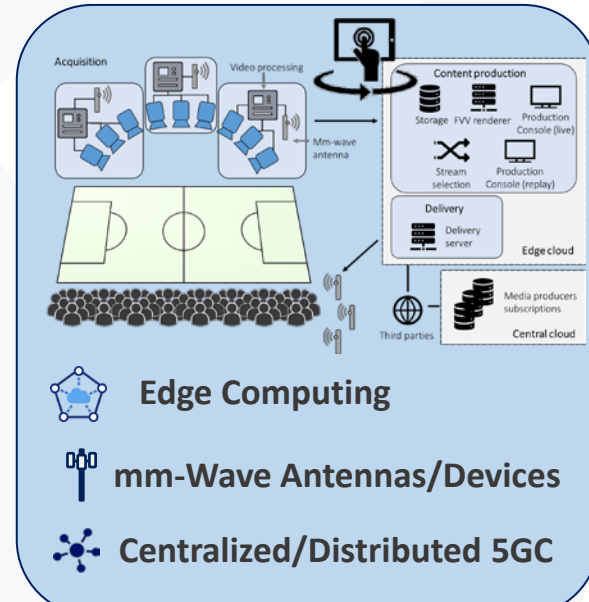 Acquisition
Video processing
Mm-wave
antenna
Content production
Storage
FVV renderer
Production
Console (live)
Stream
selection
Production
Console (replay)
Delivery
Delivery
server
Edge cloud
Third parties
Media producers
subscriptions
Central cloud
Edge Computing
mm-Wave Antennas/Devices
Centralized/Distributed 5GC